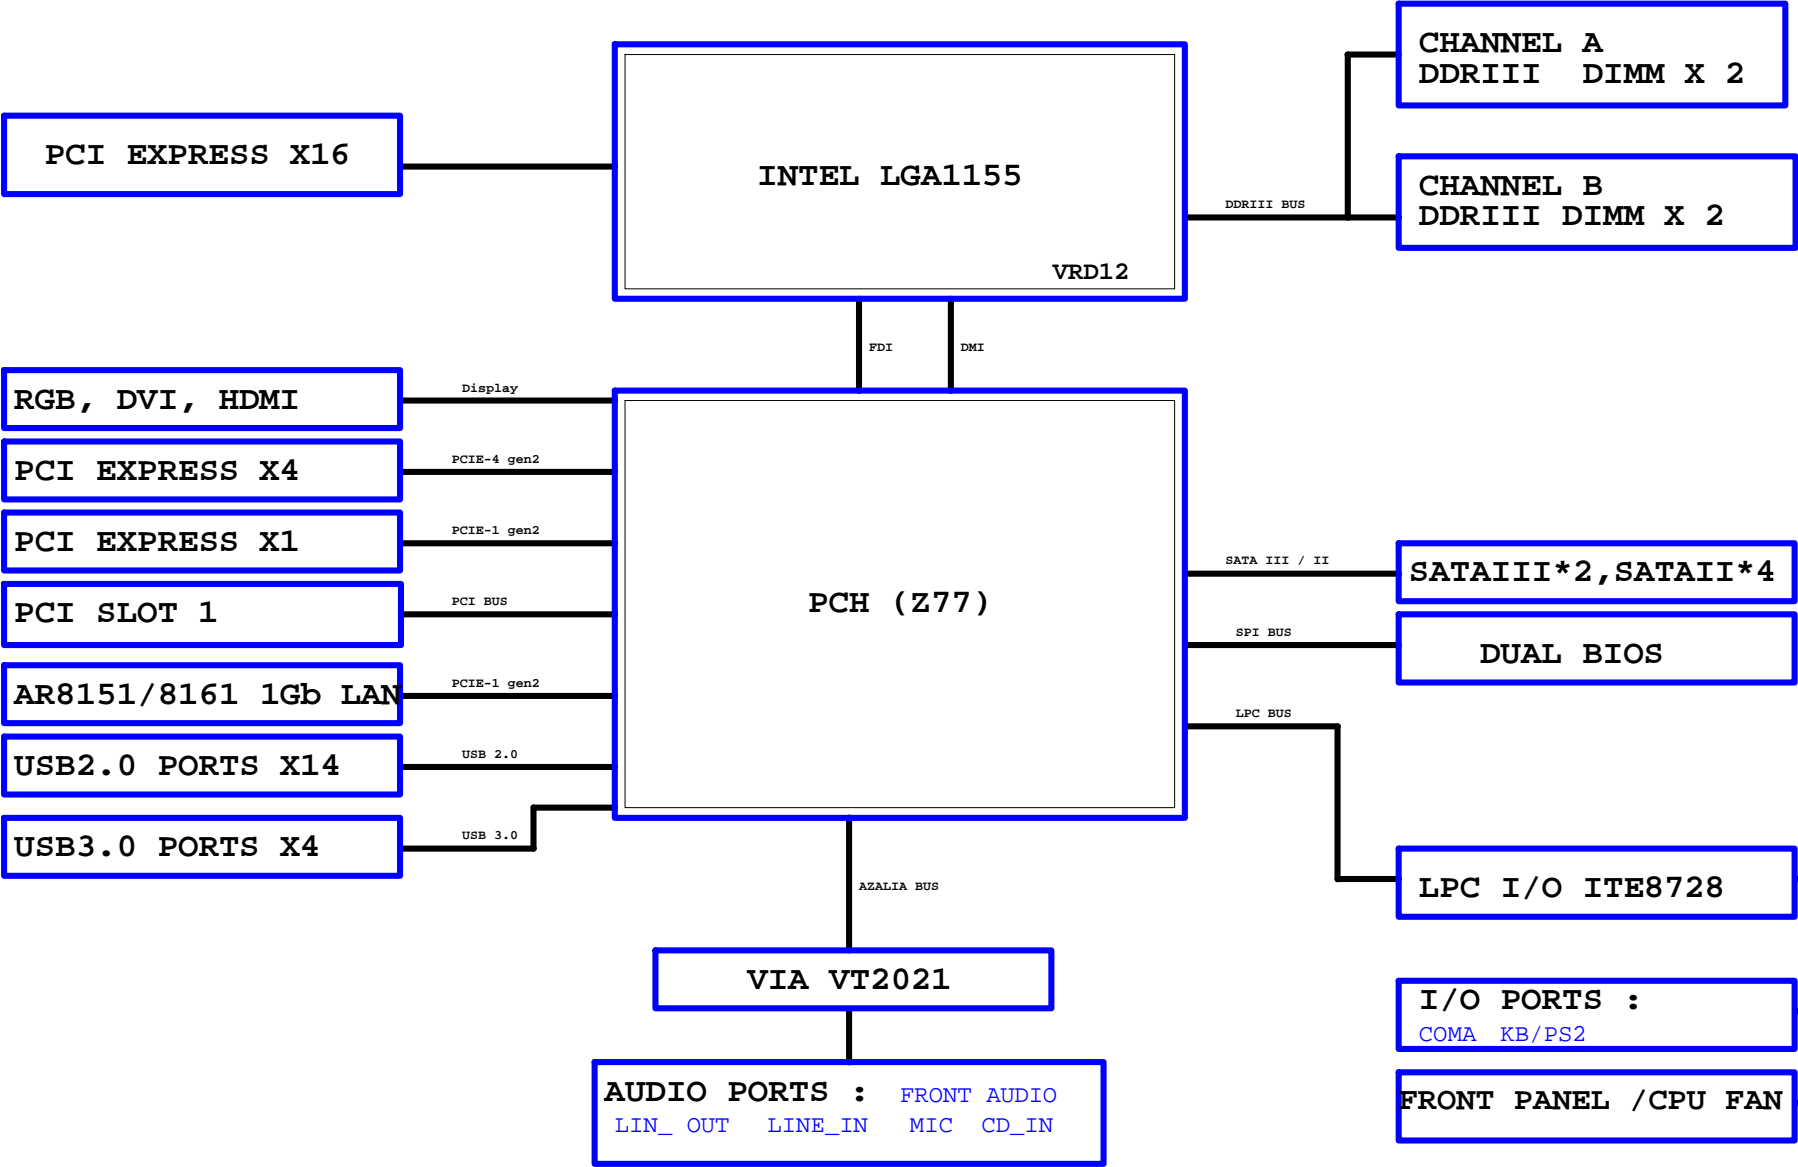 CHANNEL A
DDRIII DIMM X 2
PCI EXPRESS X16
INTEL LGA1155
VRD12
DDRIII BUS
CHANNEL B
DDRIII DIMM X 2
FDI
DMI
RGB, DVI, HDMI
Display
PCI EXPRESS X4
PCIE-4 gen2
PCI EXPRESS X1
PCIE-1 gen2
PCI SLOT 1
PCI BUS
AR8151/8161 1Gb LAN
PCIE-1 gen2
USB2.0 PORTS X14
USB 2.0
USB3.0 PORTS X4
USB 3.0
PCH (Z77)
SATA III / II
SATAIII*2,SATAII*4
SPI BUS
DUAL BIOS
LPC BUS
LPC I/O ITE8728
AZALIA BUS
VIA VT2021
I/O PORTS :
COMA KB/PS2
AUDIO PORTS : FRONT AUDIO
LIN_ OUT LINE_IN MIC CD_IN
FRONT PANEL /CPU FAN